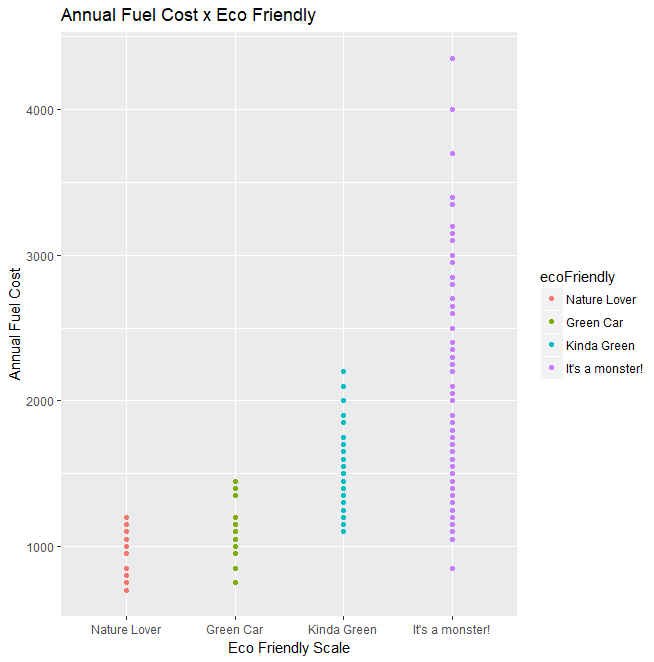 Annual Fuel Cost x Eco Friendly
Annual Fuel Cost
4000
3000
2000
1000
Nature Lover
Green Car
Kinda Green
It's a monster!
Eco Friendly Scale
ecoFriendly
Nature Lover
Green Car
Kinda Green
It's a monster!